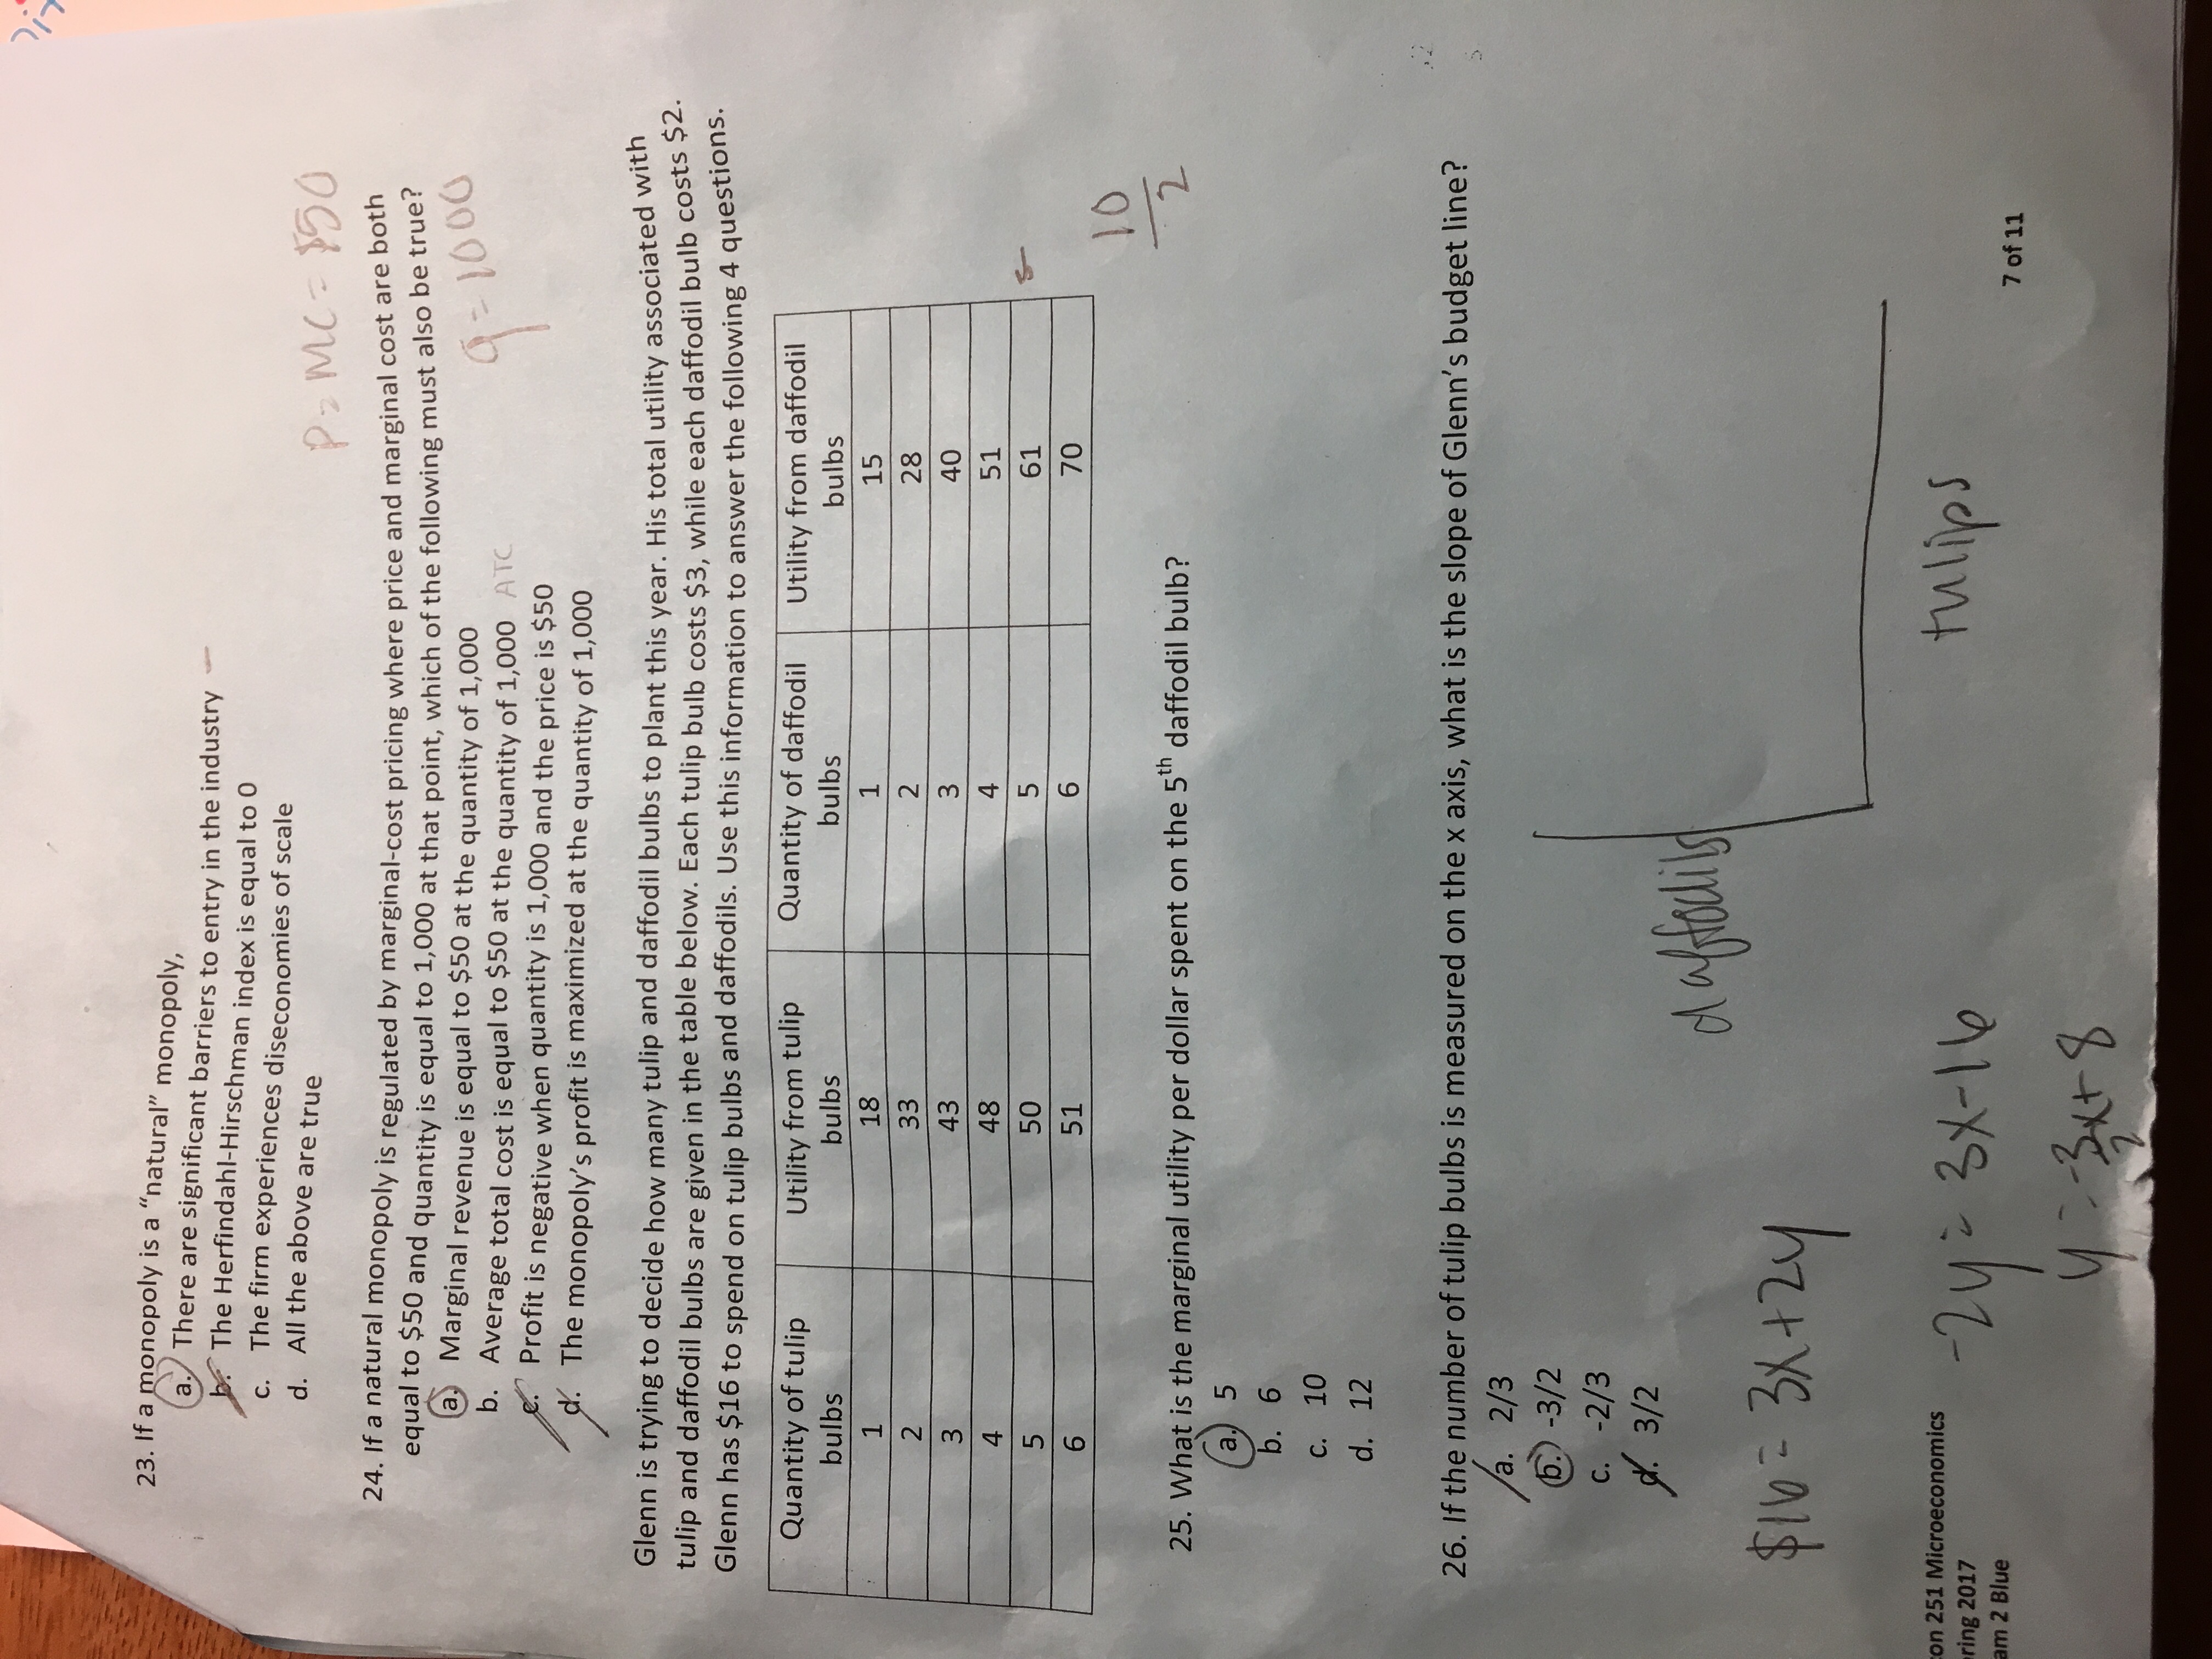 23. If a monopoly is a “natural” monopoly,
a. There are significant barriers to entry in the industry
b. The Herfindahl-Hirschman index is equal to 0
c. The firm experiences diseconomies of scale
d. All the above are true
P = MC = $50
24. If a natural monopoly is regulated by marginal-cost pricing where price and marginal cost are both
equal to $50 and quantity is equal to 1,000 at that point, which of the following must also be true?
a. Marginal revenue is equal to $50 at the quantity of 1,000
q = 1000
b. Average total cost is equal to $50 at the quantity of 1,000 ATC
c. Profit is negative when quantity is 1,000 and the price is $50
d. The monopoly’s profit is maximized at the quantity of 1,000
Glenn is trying to decide how many tulip and daffodil bulbs to plant this year. His total utility associated with
tulip and daffodil bulbs are given in the table below. Each tulip bulb costs $3, while each daffodil bulb costs $2.
Glenn has $16 to spend on tulip bulbs and daffodils. Use this information to answer the following 4 questions.
Quantity of tulip bulbs Utility from tulip bulbs Quantity of daffodil bulbs Utility from daffodil bulbs
1 18 1 15
2 33 2 28
3 43 3 40
4 48 4 51
5 50 5 61
6 51 6 70
10
2
25. What is the marginal utility per dollar spent on the 5th daffodil bulb?
a. 5
b. 6
c. 10
d. 12
26. If the number of tulip bulbs is measured on the x axis, what is the slope of Glenn’s budget line?
a. 2/3
b. -3/2
c. -2/3
d. 3/2
daffodils
$16 = 3x + 2y
tulips
on 251 Microeconomics
ring 2017
am 2 Blue
-2y = 3x - 16
7 of 11
y = -3/2 x + 8